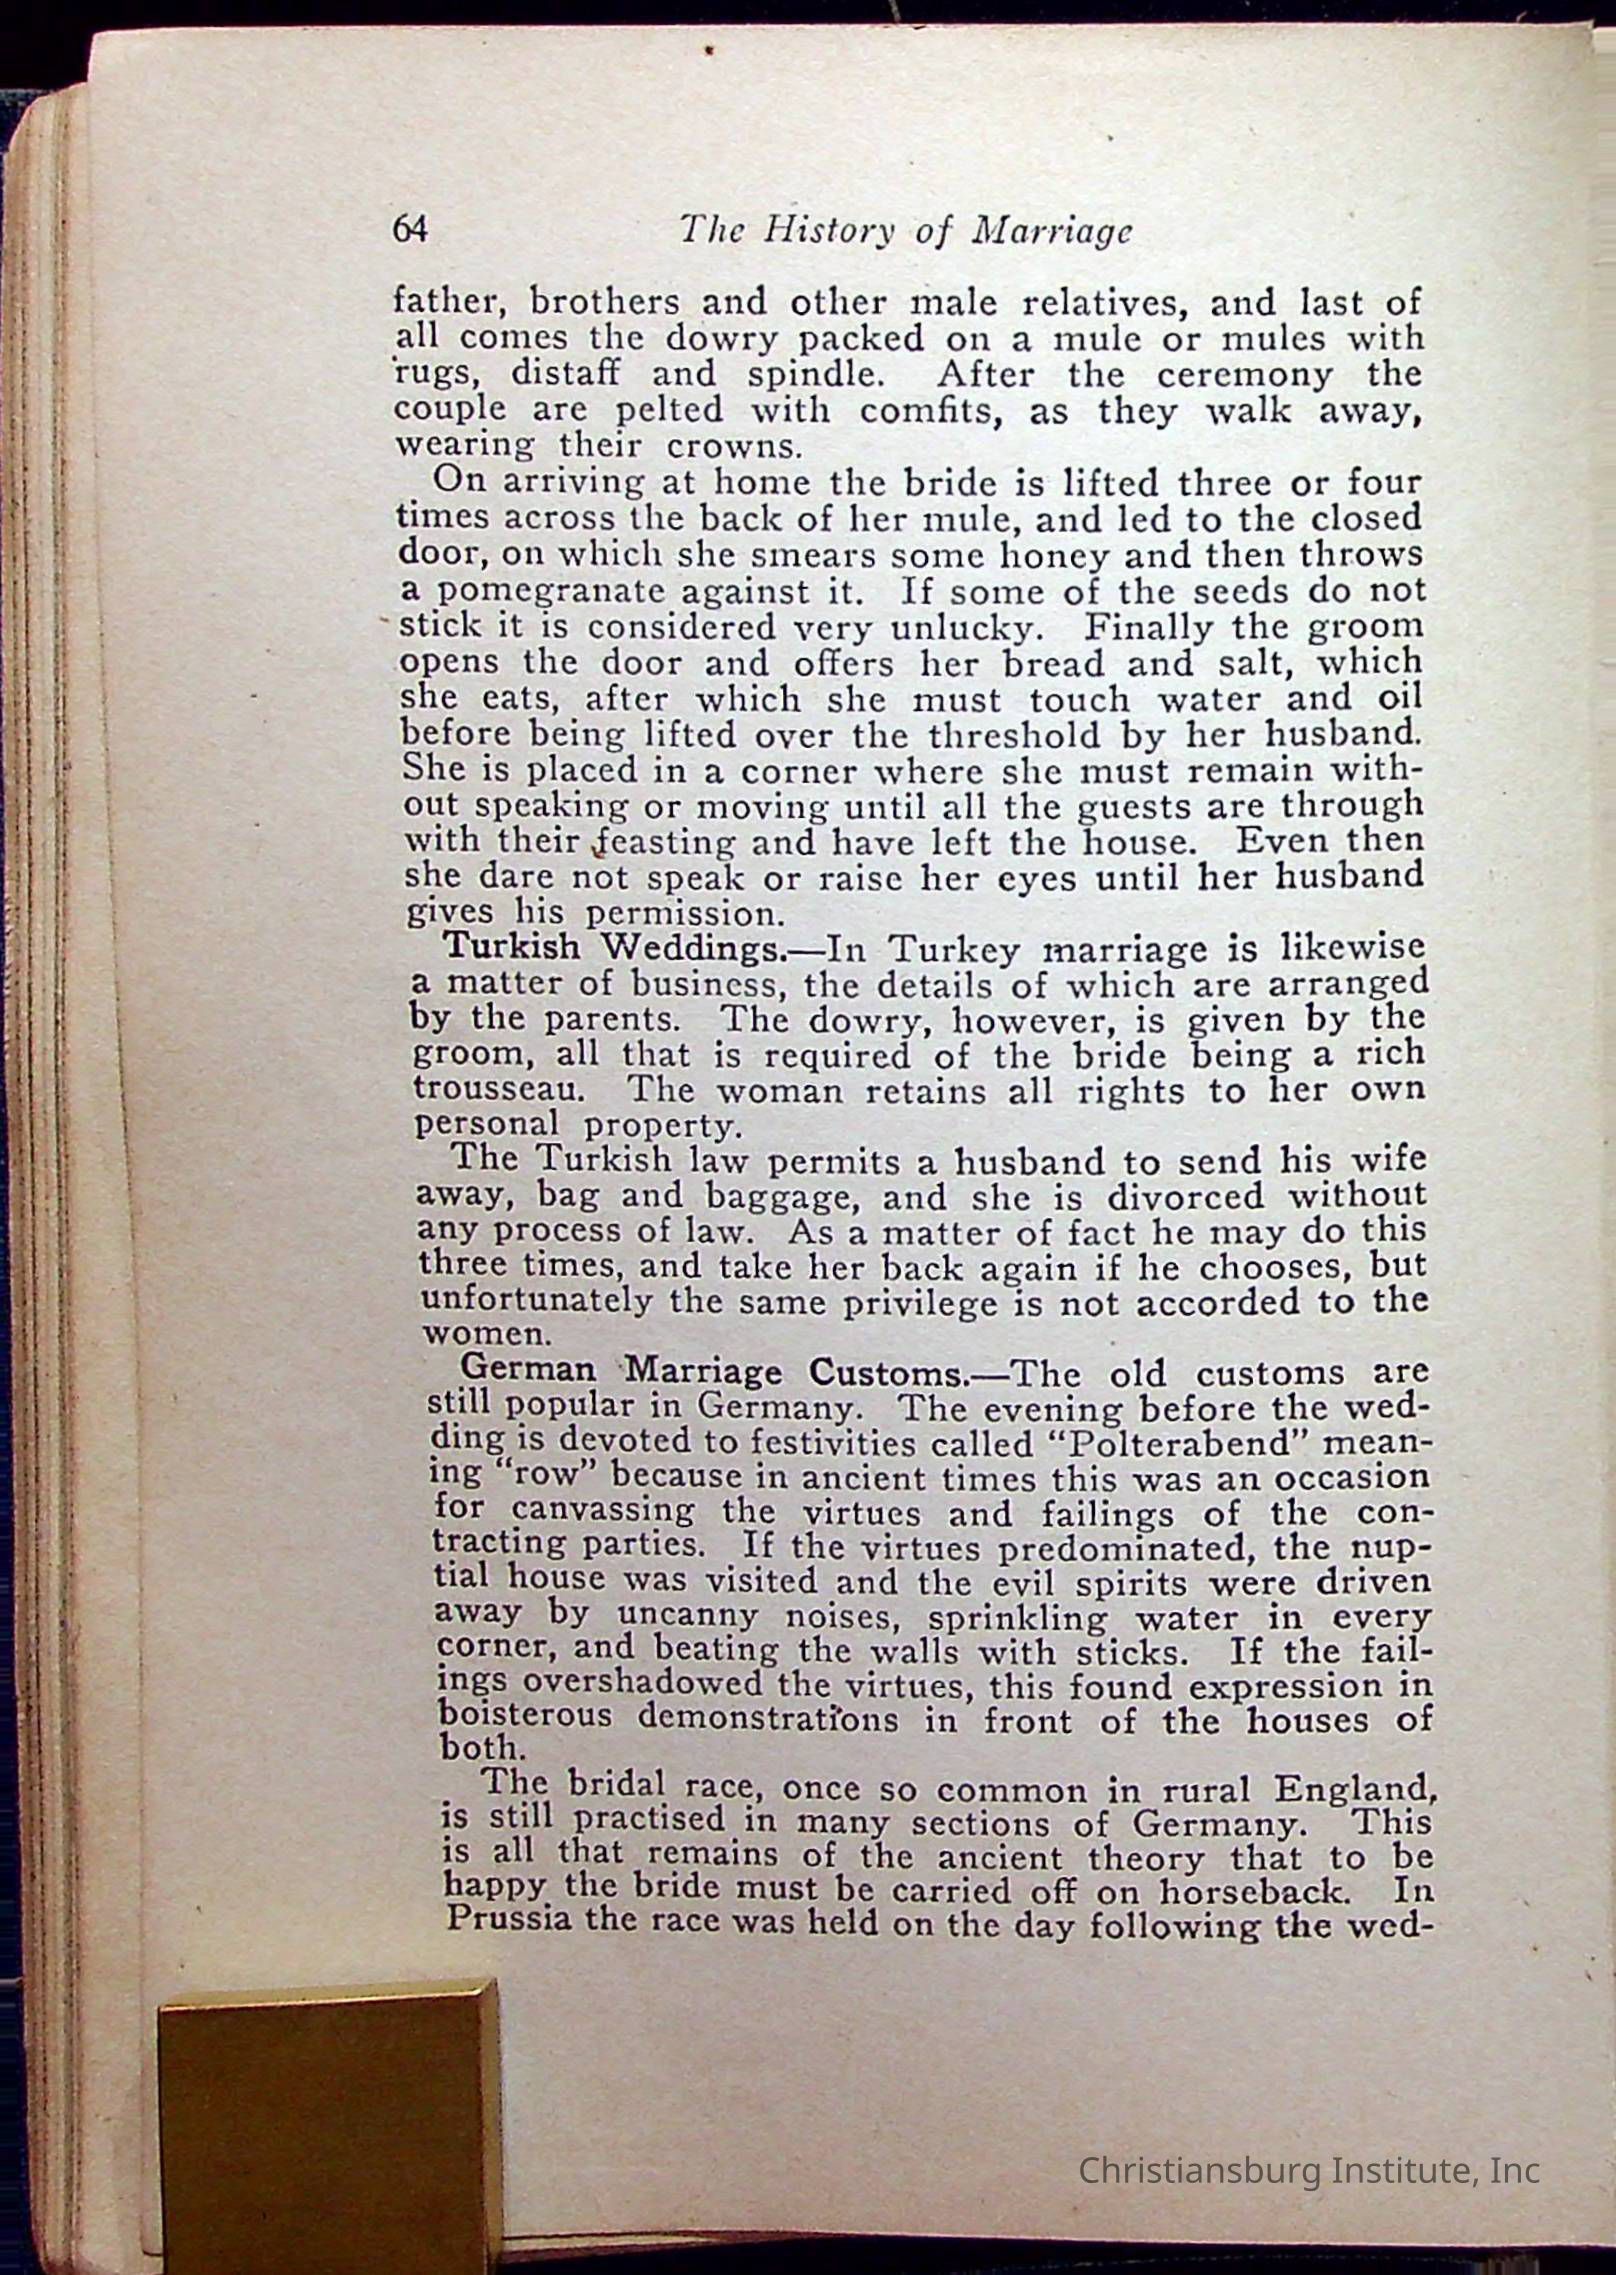 64 The History of Marriage
father, brothers and other male relatives, and last of
all comes the dowry packed on a mule or mules with
rugs, distaff and spindle. After the ceremony the
couple are pelted with comfits, as they walk away,
wearing their crowns.
On arriving at home the bride is lifted three or four
times across the back of her mule, and led to the closed
door, on which she smears some honey and then throws
a pomegranate against it. If some of the seeds do not
stick it is considered very unlucky. Finally the groom
opens the door and offers her bread and salt, which
she eats, after which she must touch water and oil
before being lifted over the threshold by her husband.
She is placed in a corner where she must remain with-
out speaking or moving until all the guests are through
with their feasting and have left the house. Even then
she dare not speak or raise her eyes until her husband
gives his permission.
Turkish Weddings.—In Turkey marriage is likewise
a matter of business, the details of which are arranged
by the parents. The dowry, however, is given by the
groom, all that is required of the bride being a rich
trousseau. The woman retains all rights to her own
personal property.
The Turkish law permits a husband to send his wife
away, bag and baggage, and she is divorced without
any process of law. As a matter of fact he may do this
three times, and take her back again if he chooses, but
unfortunately the same privilege is not accorded to the
women.
German Marriage Customs.—The old customs are
still popular in Germany. The evening before the wed-
ding is devoted to festivities called “Polterabend” mean-
ing “row” because in ancient times this was an occasion
for canvassing the virtues and failings of the con-
tracting parties. If the virtues predominated, the nup-
tial house was visited and the evil spirits were driven
away by uncanny noises, sprinkling water in every
corner, and beating the walls with sticks. If the fail-
ings overshadowed the virtues, this found expression in
boisterous demonstrations in front of the houses of
both.
The bridal race, once so common in rural England,
is still practised in many sections of Germany. This
is all that remains of the ancient theory that to be
happy the bride must be carried off on horseback. In
Prussia the race was held on the day following the wed-
Christiansburg Institute, Inc